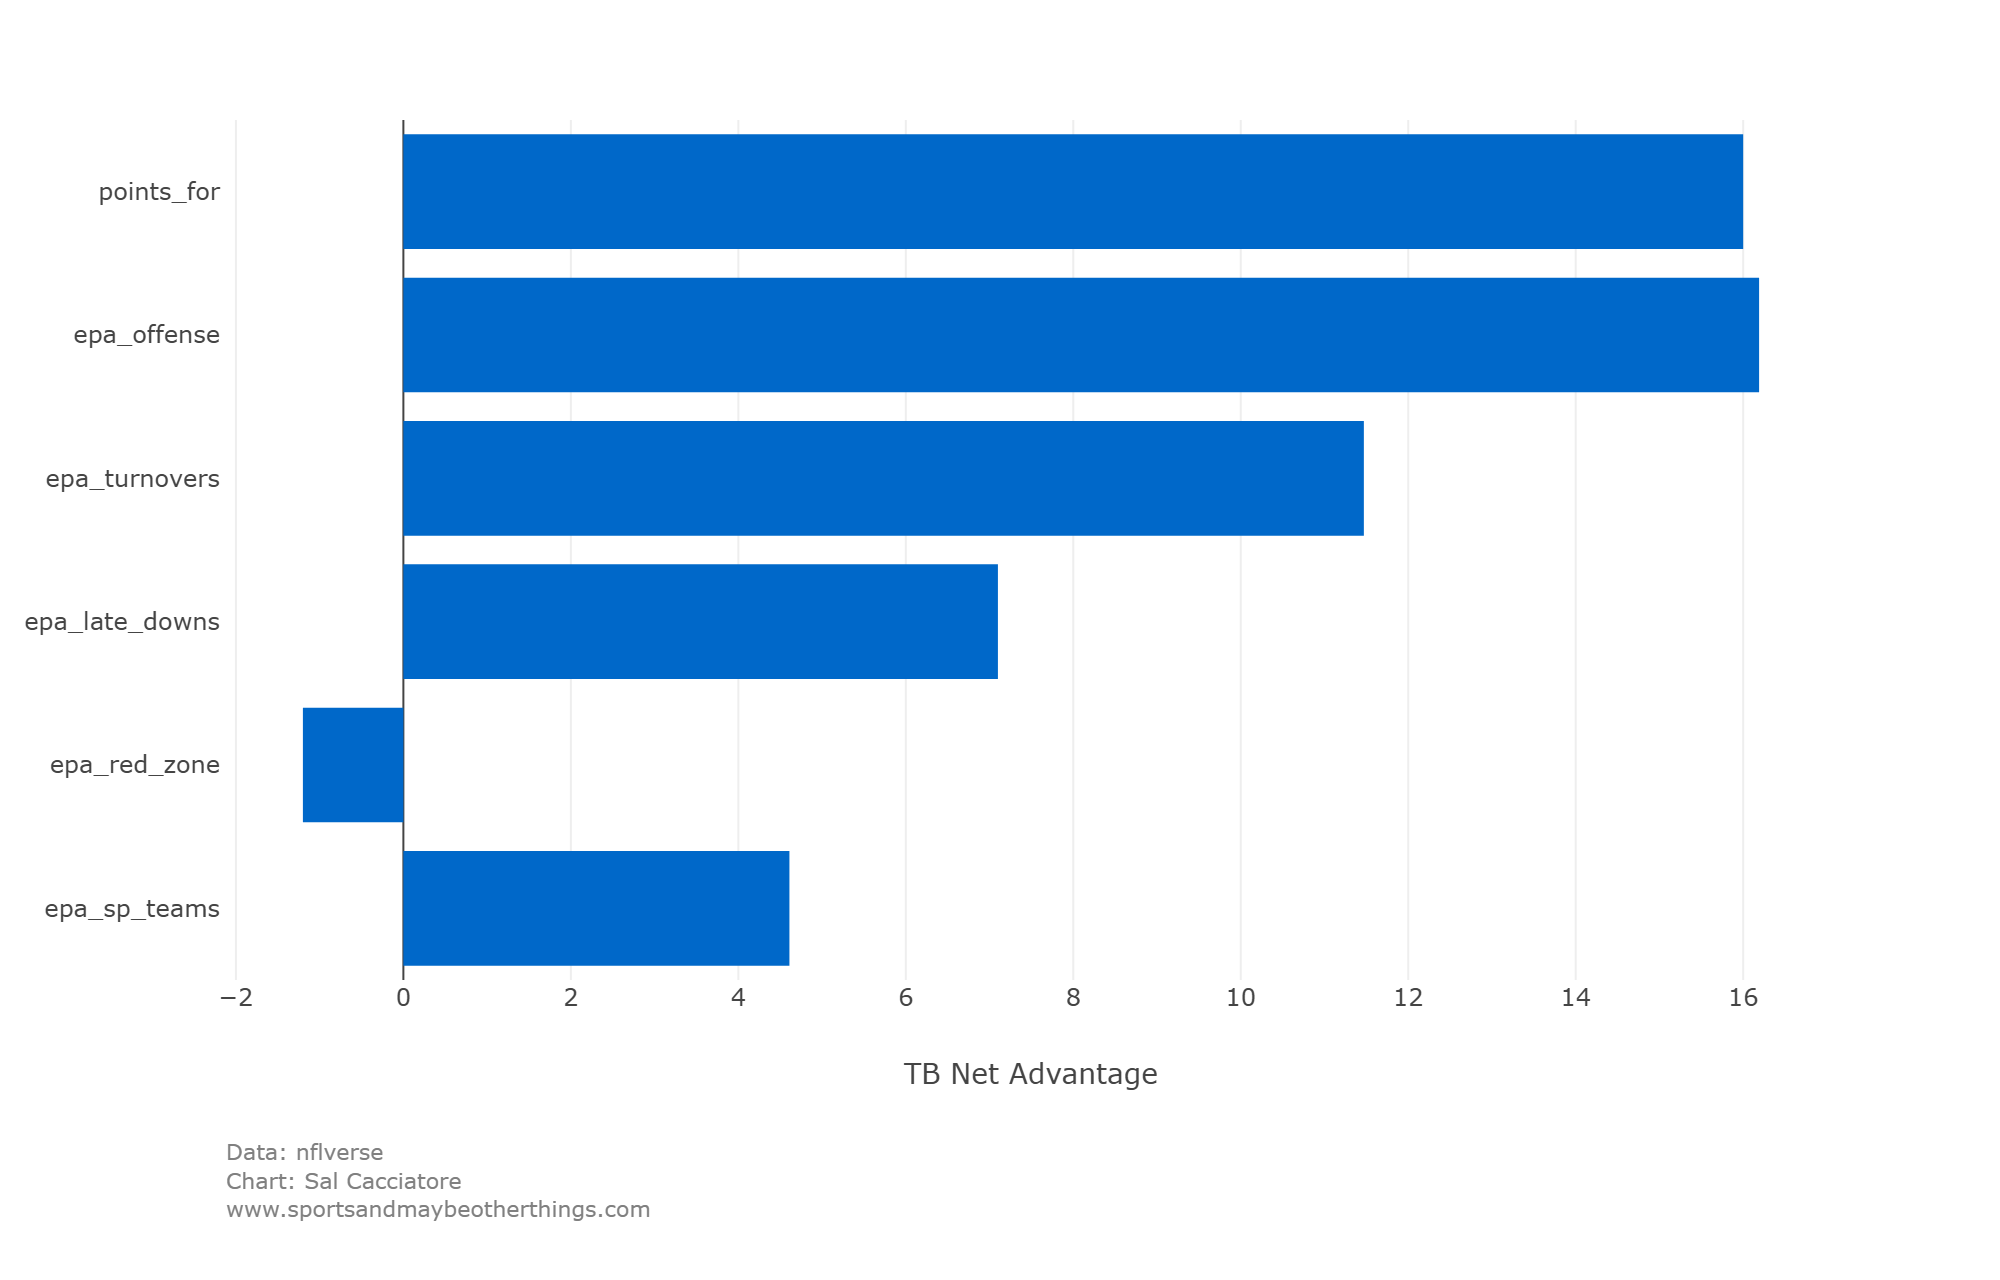 points_for
epa_offense
epa_turnovers
epa_late_downs
epa_red_zone
epa_sp_teams
−2 0 2 4 6 8 10 12 14 16
TB Net Advantage
Data: nflverse
Chart: Sal Cacciatore
www.sportsandmaybeotherthings.com